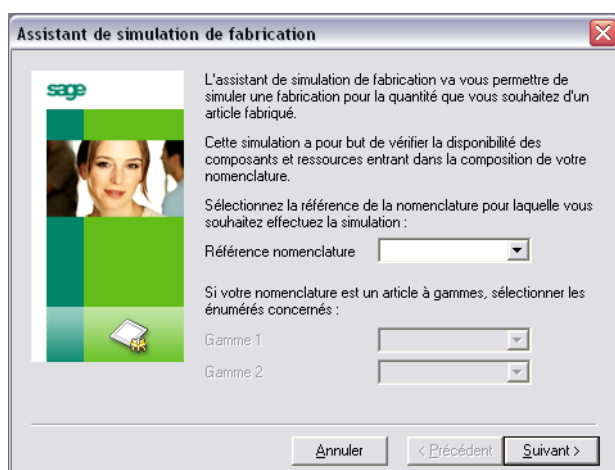 Assistant de simulation de fabrication
sage
L'assistant de simulation de fabrication va vous permettre de
simuler une fabrication pour la quantité que vous souhaitez d'un
article fabriqué.
Cette simulation a pour but de vérifier la disponibilité des
composants et ressources entrant dans la composition de votre
nomenclature.
Sélectionnez la référence de la nomenclature pour laquelle vous
souhaitez effectuez la simulation :
Référence nomenclature
Si votre nomenclature est un article à gammes, sélectionner les
énumérés concernés :
Gamme 1
Gamme 2
Annuler
< Précédent
Suivant >